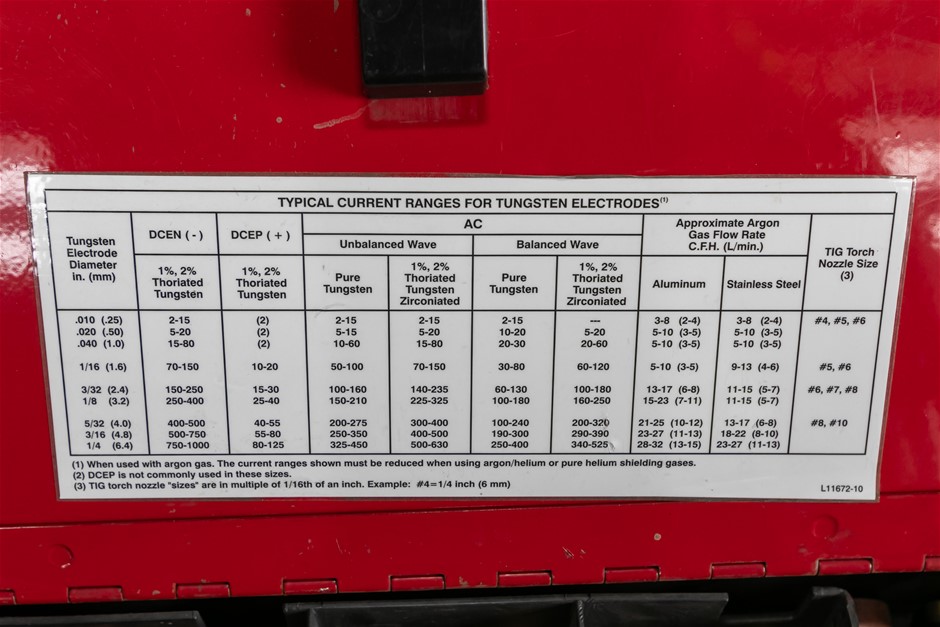 TYPICAL CURRENT RANGES FOR TUNGSTEN ELECTRODES(1)
Tungsten Electrode Diameter in. (mm) DCEN ( - ) DCEP ( + ) AC Approximate Argon Gas Flow Rate C.F.H. (L/min.) TIG Torch Nozzle Size (3)
Unbalanced Wave Balanced Wave
1%, 2% Thoriated Tungsten 1%, 2% Thoriated Tungsten Pure Tungsten 1%, 2% Thoriated Tungsten Zirconiated Pure Tungsten 1%, 2% Thoriated Tungsten Zirconiated Aluminum Stainless Steel
.010 (.25) 2-15 (2) 2-15 2-15 2-15 --- 3-8 (2-4) 3-8 (2-4) #4, #5, #6
.020 (.50) 5-20 (2) 5-15 5-20 10-20 5-20 5-10 (3-5) 5-10 (3-5)
.040 (1.0) 15-80 (2) 10-60 15-80 20-30 20-60 5-10 (3-5) 5-10 (3-5)
1/16 (1.6) 70-150 10-20 50-100 70-150 30-80 60-120 5-10 (3-5) 9-13 (4-6) #5, #6
3/32 (2.4) 150-250 15-30 100-160 140-235 60-130 100-180 13-17 (6-8) 11-15 (5-7) #6, #7, #8
1/8 (3.2) 250-400 25-40 150-210 225-325 100-180 160-250 15-23 (7-11) 11-15 (5-7)
5/32 (4.0) 400-500 40-55 200-275 300-400 100-240 200-320 21-25 (10-12) 13-17 (6-8) #8, #10
3/16 (4.8) 500-750 55-80 250-350 400-500 190-300 290-390 23-27 (11-13) 18-22 (8-10)
1/4 (6.4) 750-1000 80-125 325-450 500-630 250-400 340-525 28-32 (13-15) 23-27 (11-13)
(1) When used with argon gas. The current ranges shown must be reduced when using argon/helium or pure helium shielding gases.
(2) DCEP is not commonly used in these sizes.
(3) TIG torch nozzle "sizes" are in multiple of 1/16th of an inch. Example: #4=1/4 inch (6 mm)
L11672-10